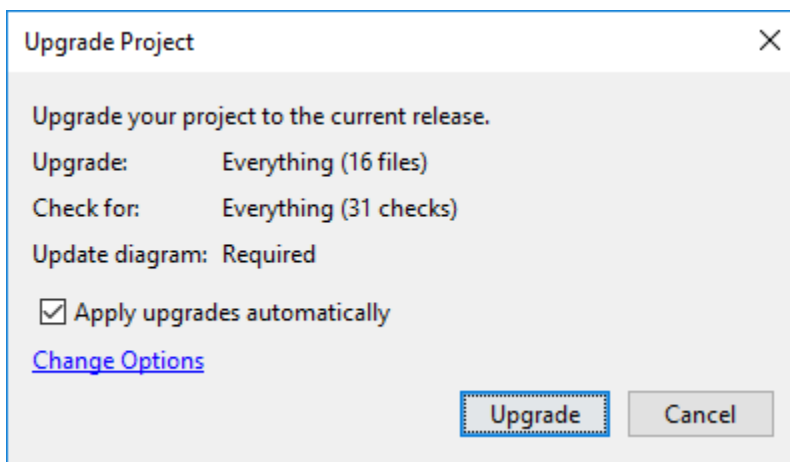 Upgrade Project
Upgrade your project to the current release.
Upgrade: Everything (16 files)
Check for: Everything (31 checks)
Update diagram: Required
Apply upgrades automatically
Change Options
Upgrade Cancel